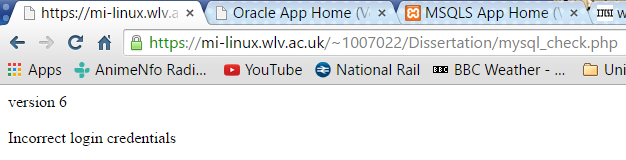 https://mi-linux.wlv.a
Oracle App Home (V
MSQLS App Home (
https://mi-linux.wlv.ac.uk/~1007022/Dissertation/mysql_check.php
Apps AnimeNfo Radi... YouTube National Rail BBC BBC Weather - ... Uni
version 6
Incorrect login credentials